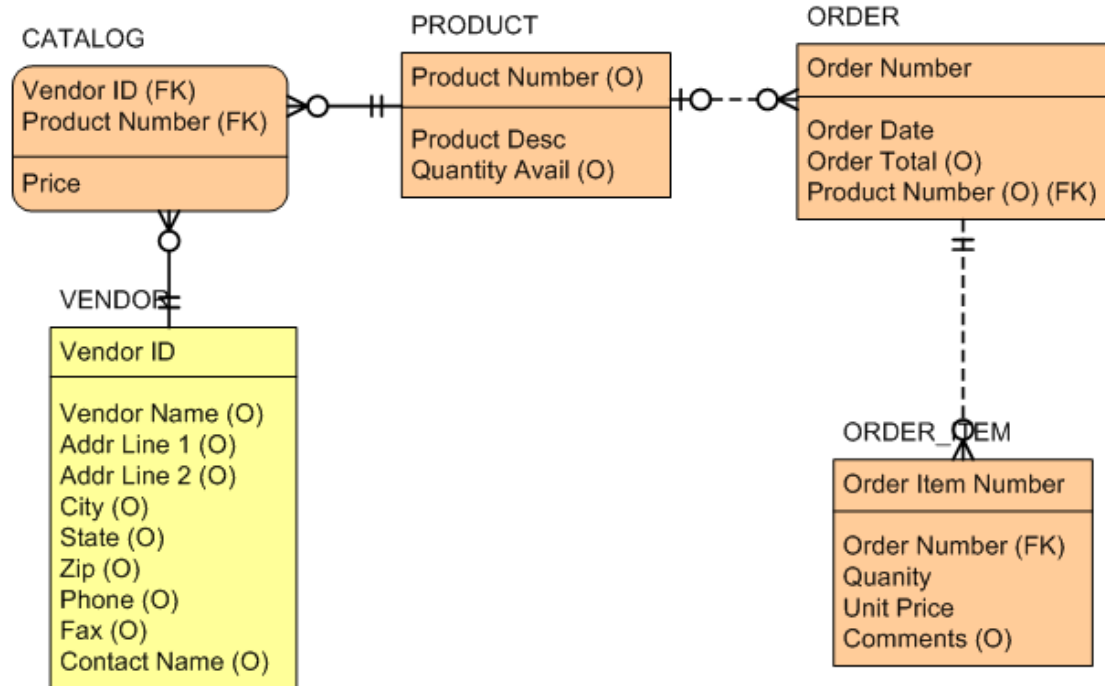 CATALOG
Vendor ID (FK)
Product Number (FK)
Price
PRODUCT
Product Number (O)
Product Desc
Quantity Avail (O)
ORDER
Order Number
Order Date
Order Total (O)
Product Number (O) (FK)
VENDOR
Vendor ID
Vendor Name (O)
Addr Line 1 (O)
Addr Line 2 (O)
City (O)
State (O)
Zip (O)
Phone (O)
Fax (O)
Contact Name (O)
ORDER_ITEM
Order Item Number
Order Number (FK)
Quanity
Unit Price
Comments (O)